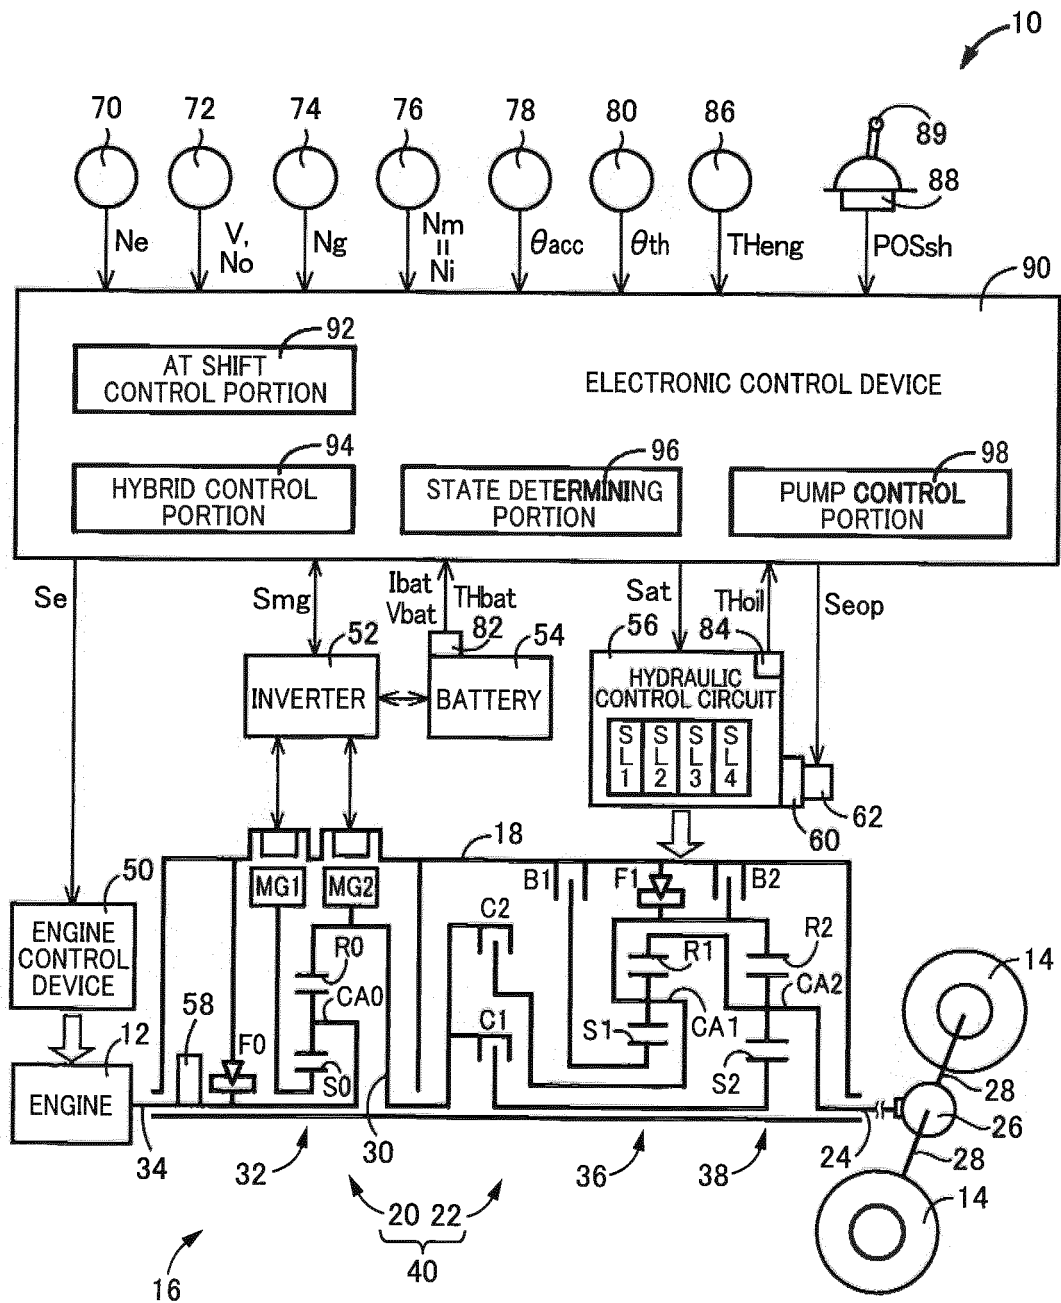 10
70 72 74 76 78 80 86 89
88
Ne V, No Ng Nm = Ni θacc θth THeng POSsh
90
92
AT SHIFT
CONTROL PORTION
ELECTRONIC CONTROL DEVICE
94 96 98
HYBRID CONTROL
PORTION
STATE DETERMINING
PORTION
PUMP CONTROL
PORTION
Se Smg Ibat
Vbat THbat Sat THoil Seop
52 82 54 56 84
INVERTER
BATTERY
HYDRAULIC
CONTROL CIRCUIT
SL1 SL2 SL3 SL4
62
60
18
50
MG1 MG2 B1 F1 B2
ENGINE
CONTROL
DEVICE
C2
R0 R1 R2
14
58 CA0 CA2
12 C1 S1 CA1
F0 S0 S2
28
ENGINE
26
34 32 30 36 38 24 28
20 22
14
40
16